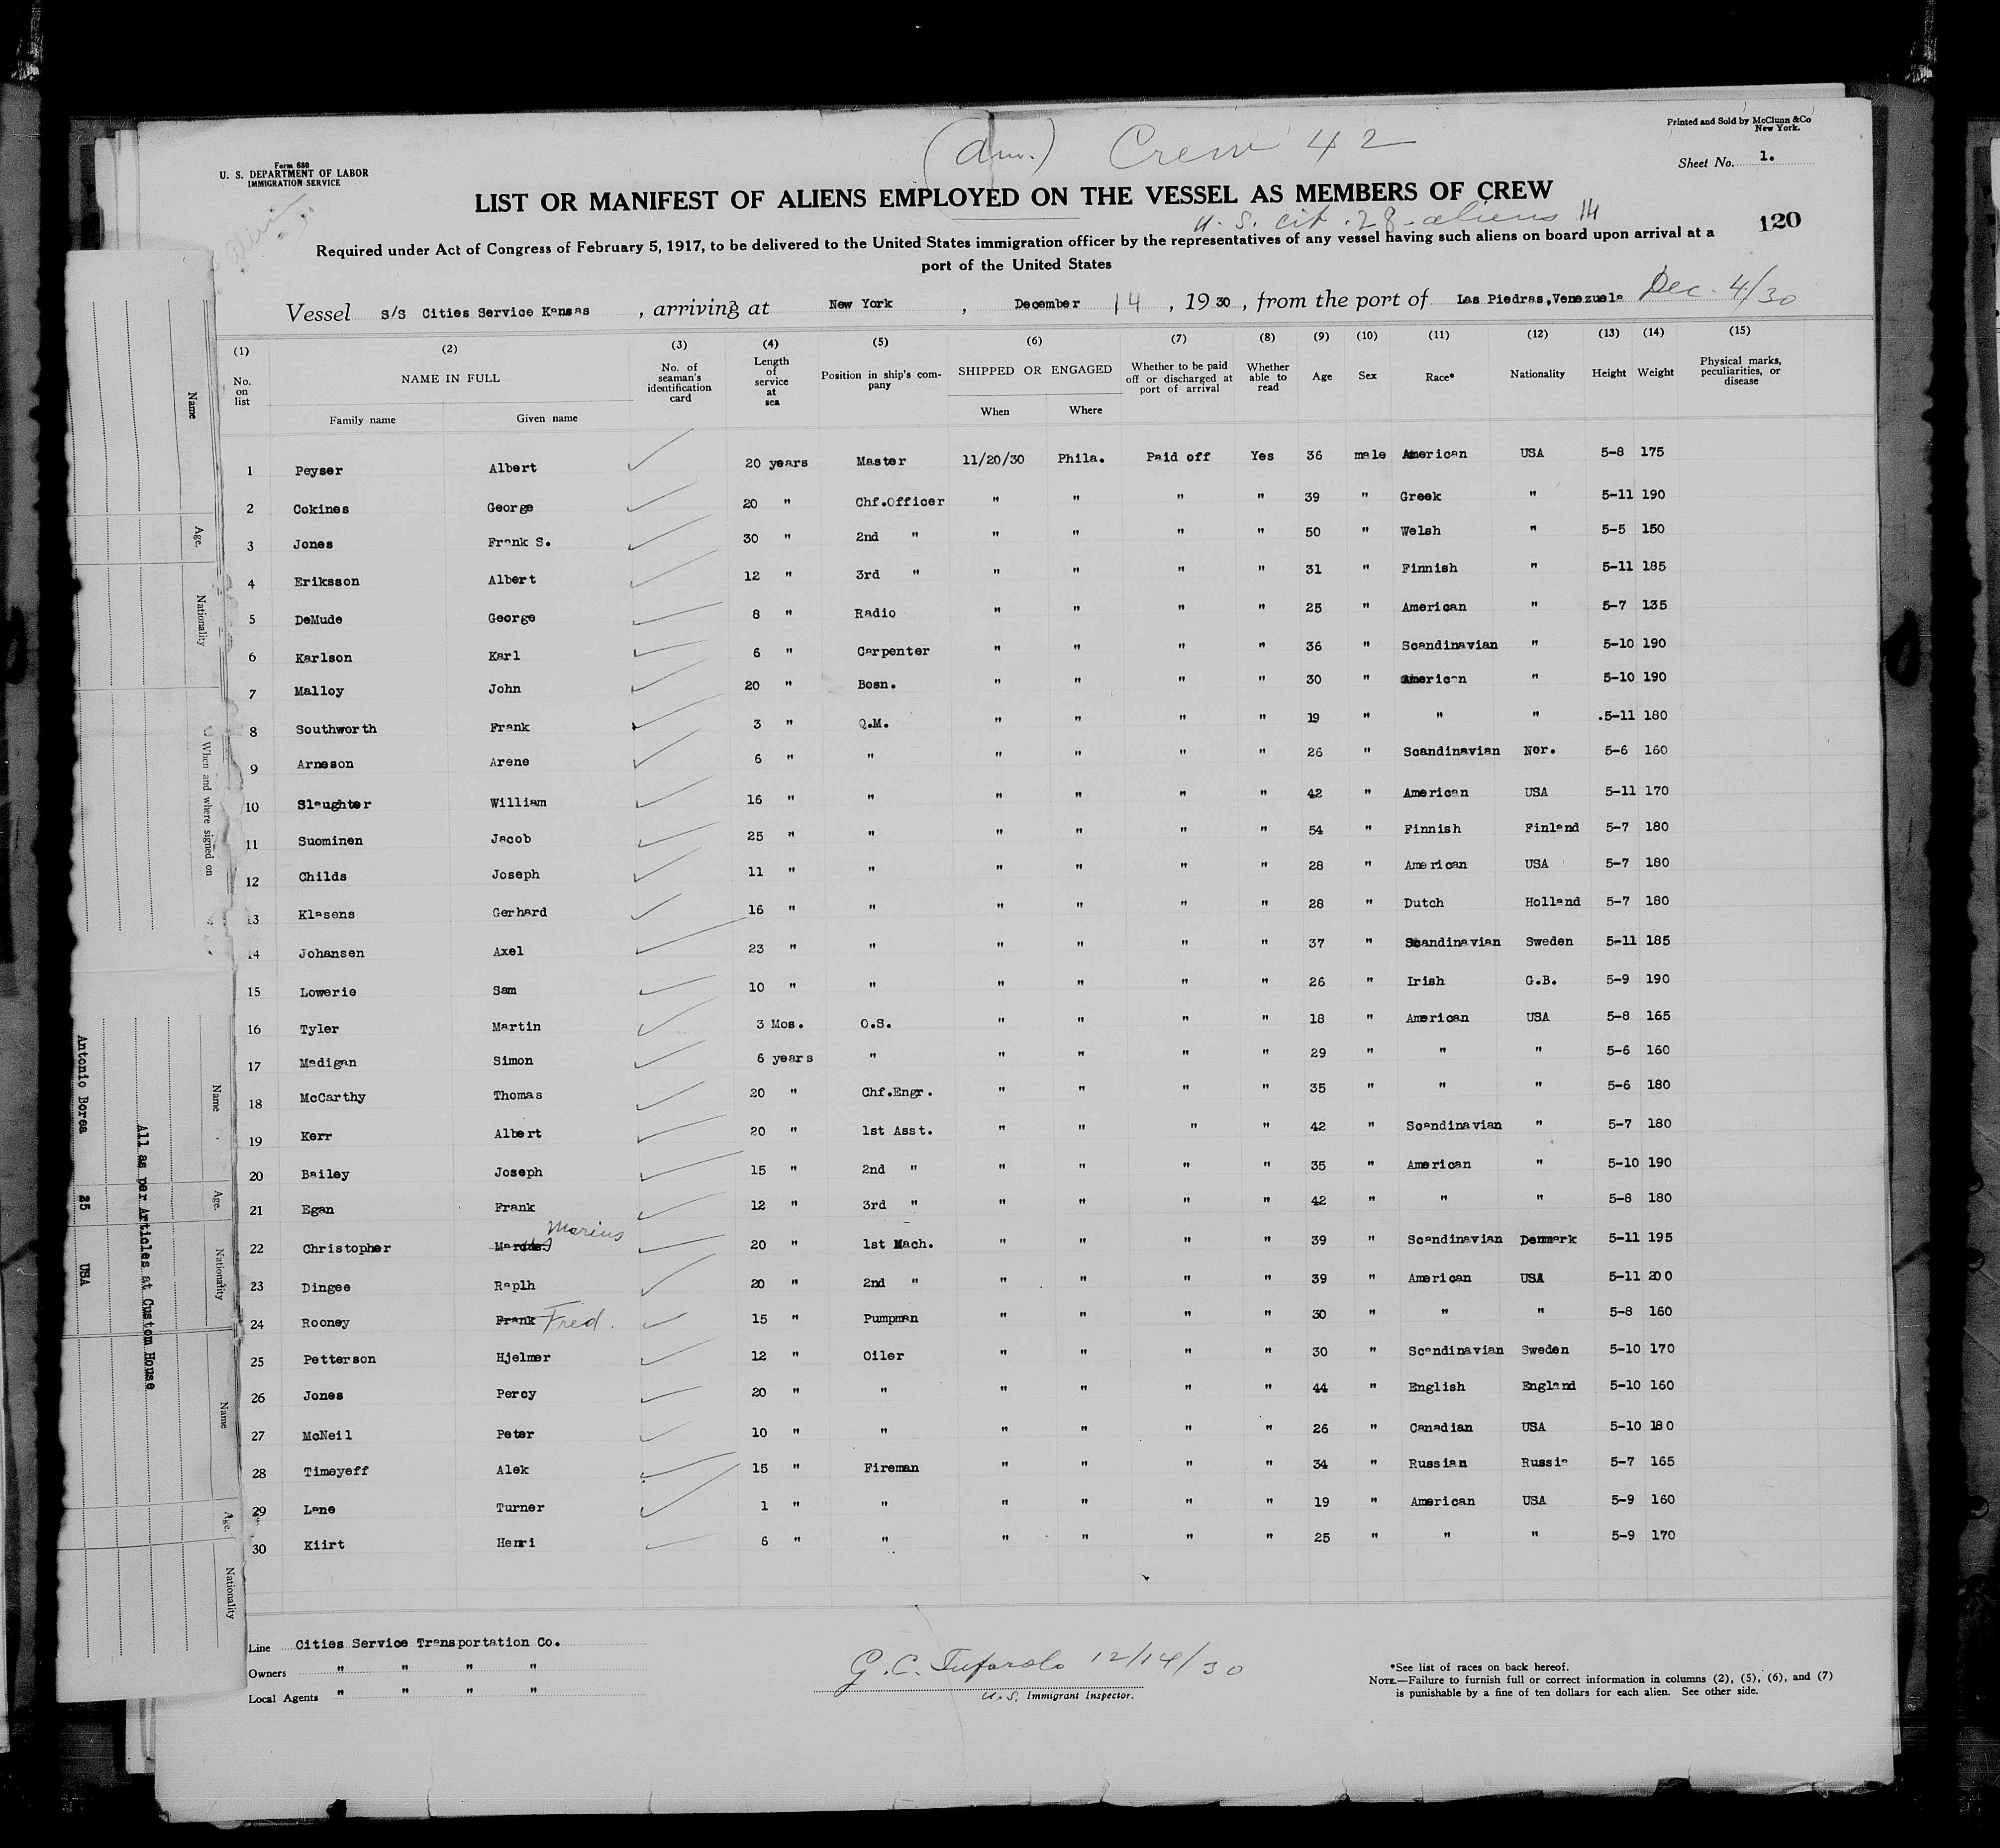 (Am.) Crew 42
Printed and Sold by McClunn & Co
New York.
Form 680
U. S. DEPARTMENT OF LABOR
IMMIGRATION SERVICE
Sheet No. 1.
LIST OR MANIFEST OF ALIENS EMPLOYED ON THE VESSEL AS MEMBERS OF CREW
U. S. cit. 28 - aliens 14
120
Required under Act of Congress of February 5, 1917, to be delivered to the United States immigration officer by the representatives of any vessel having such aliens on board upon arrival at a
port of the United States
Vessel S/S Cities Service Kansas , arriving at New York , December 14 , 1930 , from the port of Las Piedras,Venezuela Dec. 4/30
(1) (2) (3) (4) (5) (6) (7) (8) (9) (10) (11) (12) (13) (14) (15)
No. on list NAME IN FULL Family name Given name No. of seaman's identification card Length of service at sea Position in ship's company SHIPPED OR ENGAGED When Where Whether to be paid off or discharged at port of arrival Whether able to read Age Sex Race* Nationality Height Weight Physical marks, peculiarities, or disease
1 Peyser Albert 20 years Master 11/20/30 Phila. Paid off Yes 36 male American USA 5-8 175
2 Cokines George 20 " Chf.Officer " " " " 39 " Greek " 5-11 190
3 Jones Frank S. 30 " 2nd " " " " " 50 " Welsh " 5-5 150
4 Eriksson Albert 12 " 3rd " " " " " 31 " Finnish " 5-11 185
5 DeMude George 8 " Radio " " " " 25 " American " 5-7 135
6 Karlson Karl 6 " Carpenter " " " " 36 " Scandinavian " 5-10 190
7 Malloy John 20 " Bosn. " " " " 30 " American " 5-10 190
8 Southworth Frank 3 " Q.M. " " " " 19 " " " 5-11 180
9 Arneson Arene 6 " " " " " " 26 " Scandinavian Nor. 5-6 160
10 Slaughter William 16 " " " " " " 42 " American USA 5-11 170
11 Suominen Jacob 25 " " " " " " 54 " Finnish Finland 5-7 180
12 Childs Joseph 11 " " " " " " 28 " American USA 5-7 180
13 Klasens Gerhard 16 " " " " " " 28 " Dutch Holland 5-7 180
14 Johansen Axel 23 " " " " " " 37 " Scandinavian Sweden 5-11 185
15 Lowerie Sam 10 " " " " " " 26 " Irish G.B. 5-9 190
16 Tyler Martin 3 Mos. O.S. " " " " 18 " American USA 5-8 165
17 Madigan Simon 6 years " " " " " 29 " " " 5-6 160
18 McCarthy Thomas 20 " Chf.Engr. " " " " 35 " " " 5-6 180
19 Kerr Albert 20 " 1st Asst. " " " " 42 " Scandinavian " 5-7 180
20 Bailey Joseph 15 " 2nd " " " " " 35 " American " 5-10 190
21 Egan Frank 12 " 3rd " " " " " 42 " " " 5-8 180
22 Christopher Marcus Marius 20 " 1st Mach. " " " " 39 " Scandinavian Denmark 5-11 195
23 Dingee Raplh 20 " 2nd " " " " " 39 " American USA 5-11 200
24 Rooney Frank Fred. 15 " Pumpman " " " " 30 " " " 5-8 160
25 Petterson Hjelmer 12 " Oiler " " " " 30 " Scandinavian Sweden 5-10 170
26 Jones Percy 20 " " " " " " 44 " English England 5-10 160
27 McNeil Peter 10 " " " " " " 26 " Canadian USA 5-10 180
28 Timeyeff Alek 15 " Fireman " " " " 34 " Russian Russia 5-7 165
29 Lane Turner 1 " " " " " " 19 " American USA 5-9 160
30 Kiirt Henri 6 " " " " " " 25 " " " 5-9 170
Line Cities Service Transportation Co.
Owners " " " "
Local Agents " " " "
G. C. Tufarolo 12/14/30
U.S. Immigrant Inspector.
*See list of races on back hereof.
NOTE.—Failure to furnish full or correct information in columns (2), (5), (6), and (7)
is punishable by a fine of ten dollars for each alien. See other side.
Name Age. Nationality When and where signed on
Name Age. Nationality
Name Age. Nationality
Antonio Borea 25 USA
All as per Articles at Custom House